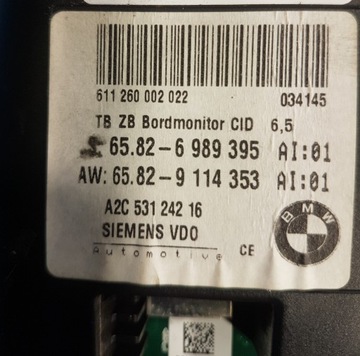 611 260 002 022 034145
TB ZB Bordmonitor CID 6,5
65.82-6 989 395 AI:01
AW: 65.82-9 114 353 AI:01
A2C 531 242 16
SIEMENS VDO
Automotive CE
BMW